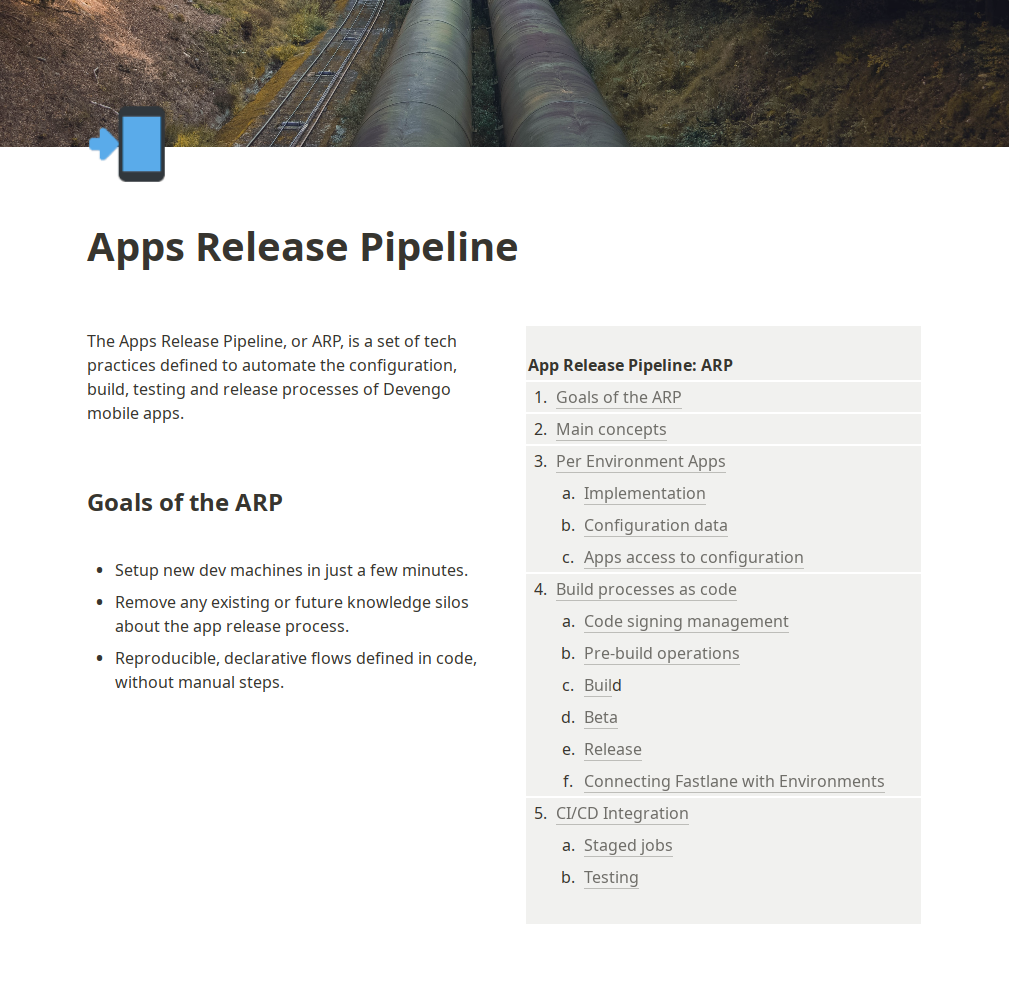 Apps Release Pipeline
The Apps Release Pipeline, or ARP, is a set of tech
practices defined to automate the configuration,
build, testing and release processes of Devengo
mobile apps.
Goals of the ARP
• Setup new dev machines in just a few minutes.
• Remove any existing or future knowledge silos
about the app release process.
• Reproducible, declarative flows defined in code,
without manual steps.
App Release Pipeline: ARP
1. Goals of the ARP
2. Main concepts
3. Per Environment Apps
a. Implementation
b. Configuration data
c. Apps access to configuration
4. Build processes as code
a. Code signing management
b. Pre-build operations
c. Build
d. Beta
e. Release
f. Connecting Fastlane with Environments
5. CI/CD Integration
a. Staged jobs
b. Testing